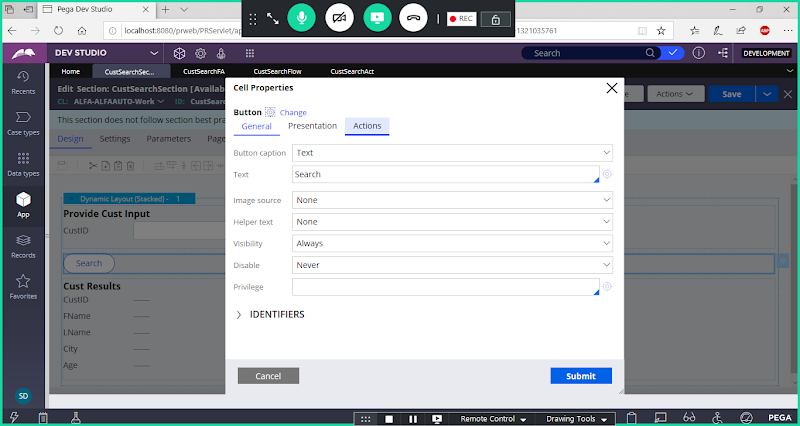 Pega Dev Studio
REC
localhost:8080/prweb/PRServlet/ap
1321035761
ABP
DEV STUDIO
Search
DEVELOPMENT
Home
CustSearchSec...
CustSearchFA
CustSearchFlow
CustSearchAct
Recents
Case types
Data types
App
Records
Favorites
SD
Edit Section: CustSearchSection [Availab
CL: ALFA-ALFAAUTO-Work
ID: CustSear
Actions
Save
This section does not follow section best pra
Design
Settings
Parameters
Page
Dynamic Layout (Stacked) - 1
Provide Cust Input
CustID
Search
Cust Results
CustID
FName
LName
City
Age
Cell Properties
Button
Change
General
Presentation
Actions
Button caption
Text
Text
Search
Image source
None
Helper text
None
Visibility
Always
Disable
Never
Privilege
IDENTIFIERS
Cancel
Submit
Remote Control
Drawing Tools
PEGA